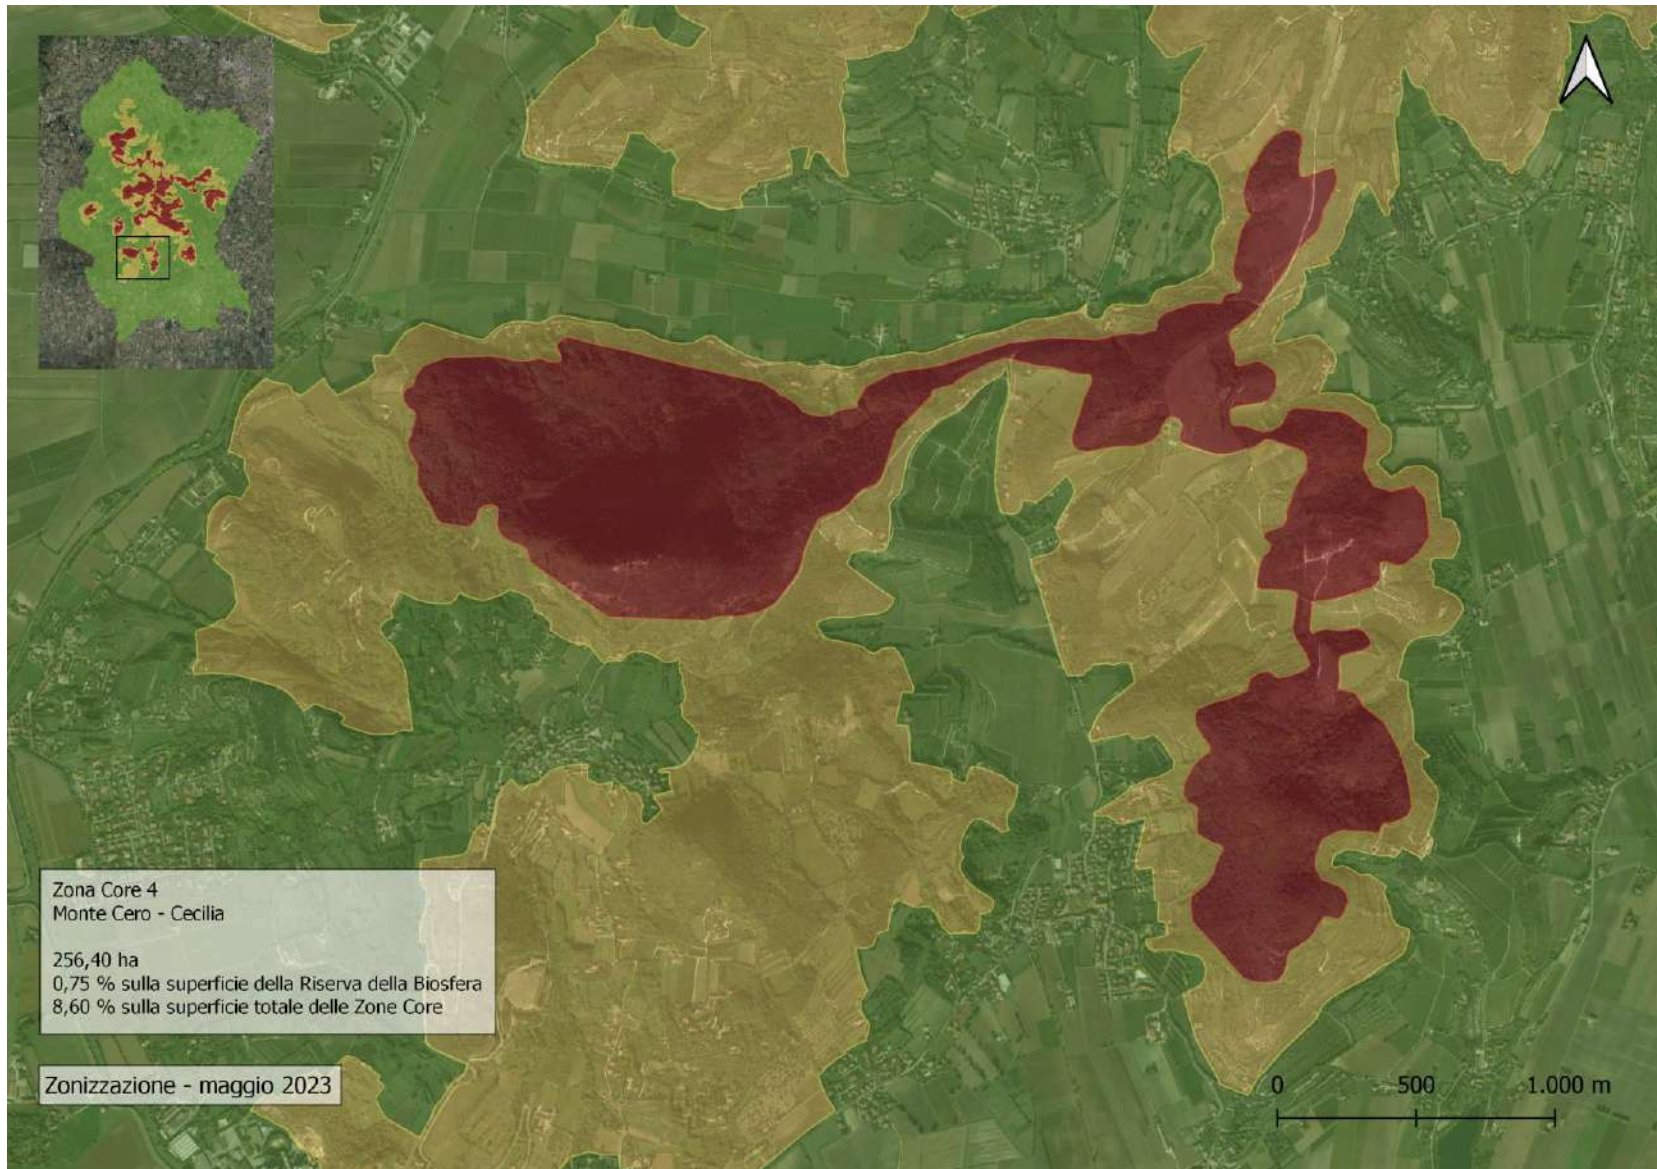 Zona Core 4
Monte Cero - Cecilia
256,40 ha
0,75 % sulla superficie della Riserva della Biosfera
8,60 % sulla superficie totale delle Zone Core
Zonizzazione - maggio 2023
0 500 1.000 m